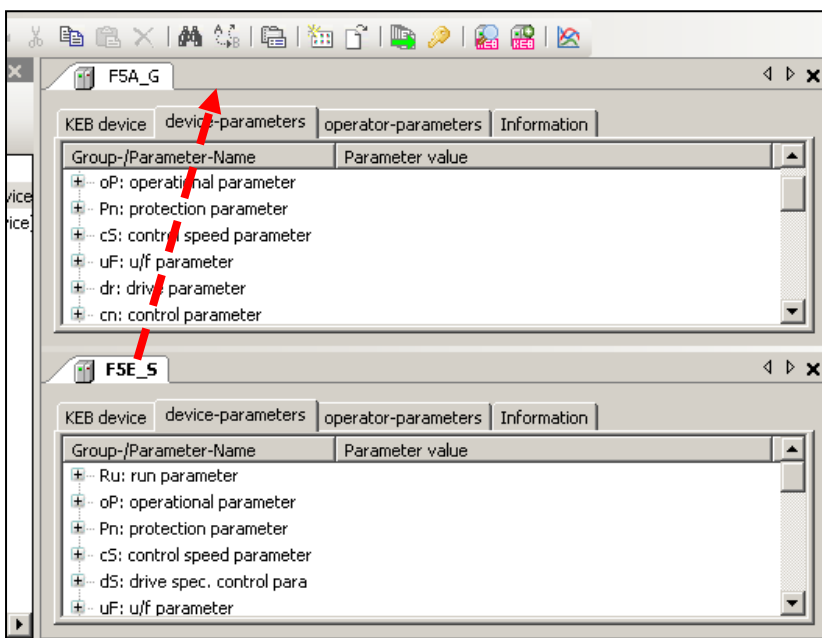 F5A_G
KEB device device-parameters operator-parameters Information
Group-/Parameter-Name Parameter value
oP: operational parameter
Pn: protection parameter
vice
cS: control speed parameter
ice]
uF: u/f parameter
dr: drive parameter
cn: control parameter
F5E_S
KEB device device-parameters operator-parameters Information
Group-/Parameter-Name Parameter value
Ru: run parameter
oP: operational parameter
Pn: protection parameter
cS: control speed parameter
dS: drive spec. control para
uF: u/f parameter